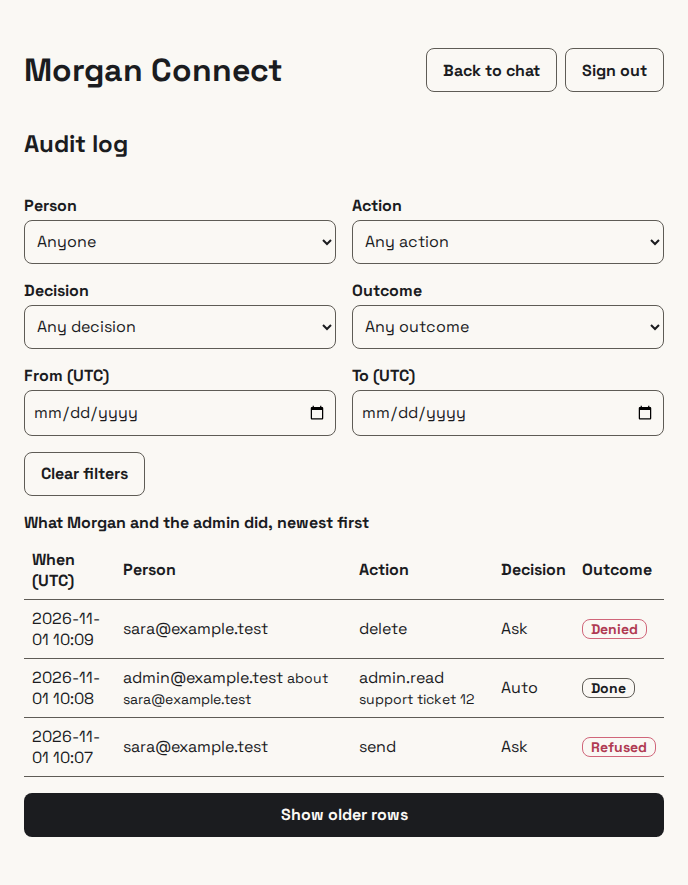 Morgan Connect
Back to chat
Sign out
Audit log
Person
Action
Anyone
Any action
Decision
Outcome
Any decision
Any outcome
From (UTC)
To (UTC)
mm/dd/yyyy
mm/dd/yyyy
Clear filters
What Morgan and the admin did, newest first
When
(UTC)
Person
Action
Decision
Outcome
2026-11-
01 10:09
sara@example.test
delete
Ask
Denied
2026-11-
01 10:08
admin@example.test about
sara@example.test
admin.read
support ticket 12
Auto
Done
2026-11-
01 10:07
sara@example.test
send
Ask
Refused
Show older rows